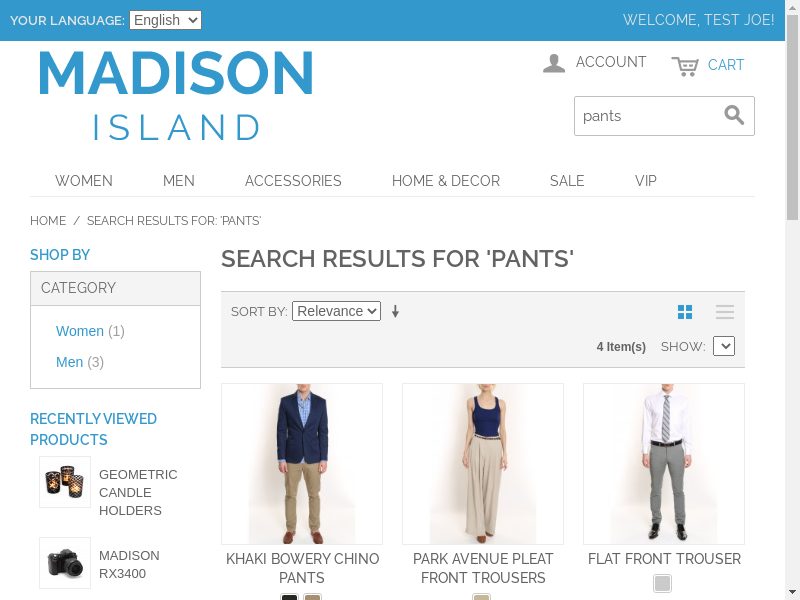 YOUR LANGUAGE: English
WELCOME, TEST JOE!
MADISON
ISLAND
ACCOUNT
CART
pants
WOMEN
MEN
ACCESSORIES
HOME & DECOR
SALE
VIP
HOME / SEARCH RESULTS FOR: 'PANTS'
SHOP BY
CATEGORY
Women (1)
Men (3)
RECENTLY VIEWED
PRODUCTS
GEOMETRIC
CANDLE
HOLDERS
MADISON
RX3400
SEARCH RESULTS FOR 'PANTS'
SORT BY: Relevance
4 Item(s)
SHOW:
KHAKI BOWERY CHINO
PANTS
PARK AVENUE PLEAT
FRONT TROUSERS
FLAT FRONT TROUSER